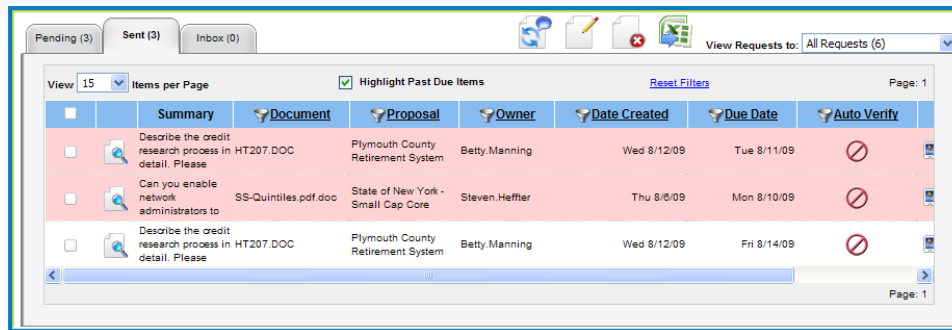 Pending (3) Sent (3) Inbox (0) View Requests to: All Requests (6)
View 15 Items per Page Highlight Past Due Items Reset Filters Page: 1
Summary Document Proposal Owner Date Created Due Date Auto Verify
Describe the credit
research process in HT207.DOC Plymouth County Betty.Manning Wed 8/12/09 Tue 8/11/09
detail. Please Retirement System
Can you enable
network SS-Quintiles.pdf.doc State of New York - Steven.Heffter Thu 8/6/09 Mon 8/10/09
administrators to Small Cap Core
Describe the credit
research process in HT207.DOC Plymouth County Betty.Manning Wed 8/12/09 Fri 8/14/09
detail. Please Retirement System
Page: 1